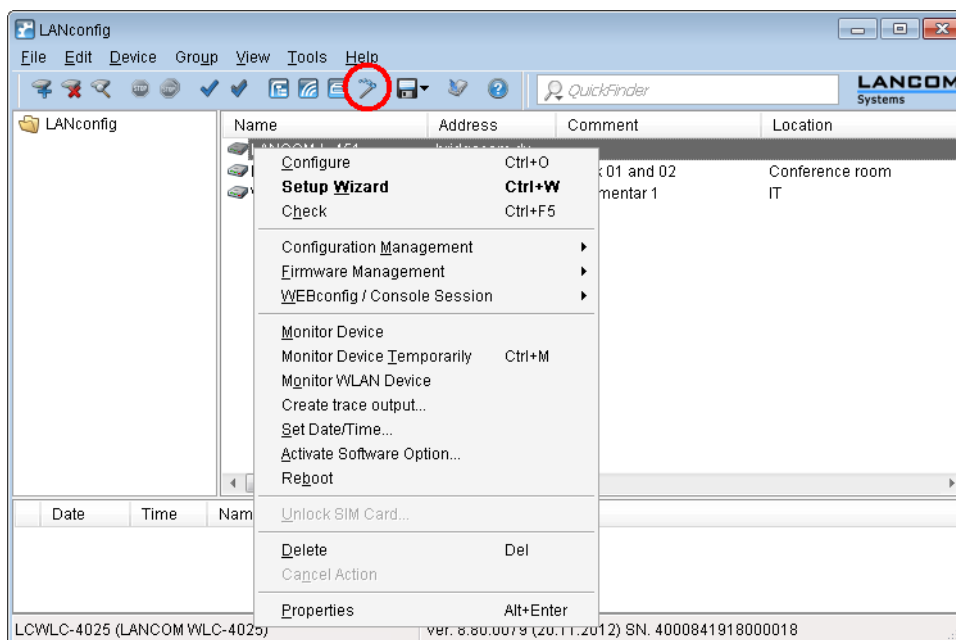 LANconfig
File Edit Device Group View Tools Help
QuickFinder
LANCOM
Systems
LANconfig
Name Address Comment Location
01 and 02 Conference room
mentar 1 IT
Configure Ctrl+O
Setup Wizard Ctrl+W
Check Ctrl+F5
Configuration Management
Firmware Management
WEBconfig / Console Session
Monitor Device
Monitor Device Temporarily Ctrl+M
Monitor WLAN Device
Create trace output...
Set Date/Time...
Activate Software Option...
Reboot
Unlock SIM Card...
Delete Del
Cancel Action
Properties Alt+Enter
Date Time Nam
LCWLC-4025 (LANCOM WLC-4025) Ver. 8.80.0079 (20.11.2012) SN. 4000841918000018